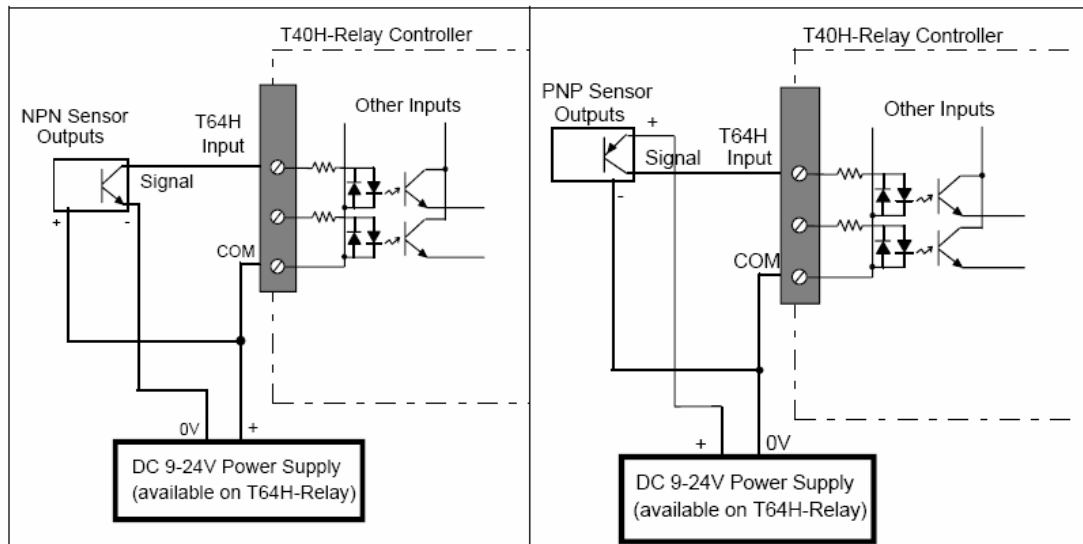 T40H-Relay Controller
NPN Sensor
Outputs
T64H
Input
Other Inputs
Signal
+
-
COM
0V
+
DC 9-24V Power Supply
(available on T64H-Relay)
T40H-Relay Controller
PNP Sensor
Outputs
+
T64H
Input
Other Inputs
Signal
-
COM
+
0V
DC 9-24V Power Supply
(available on T64H-Relay)